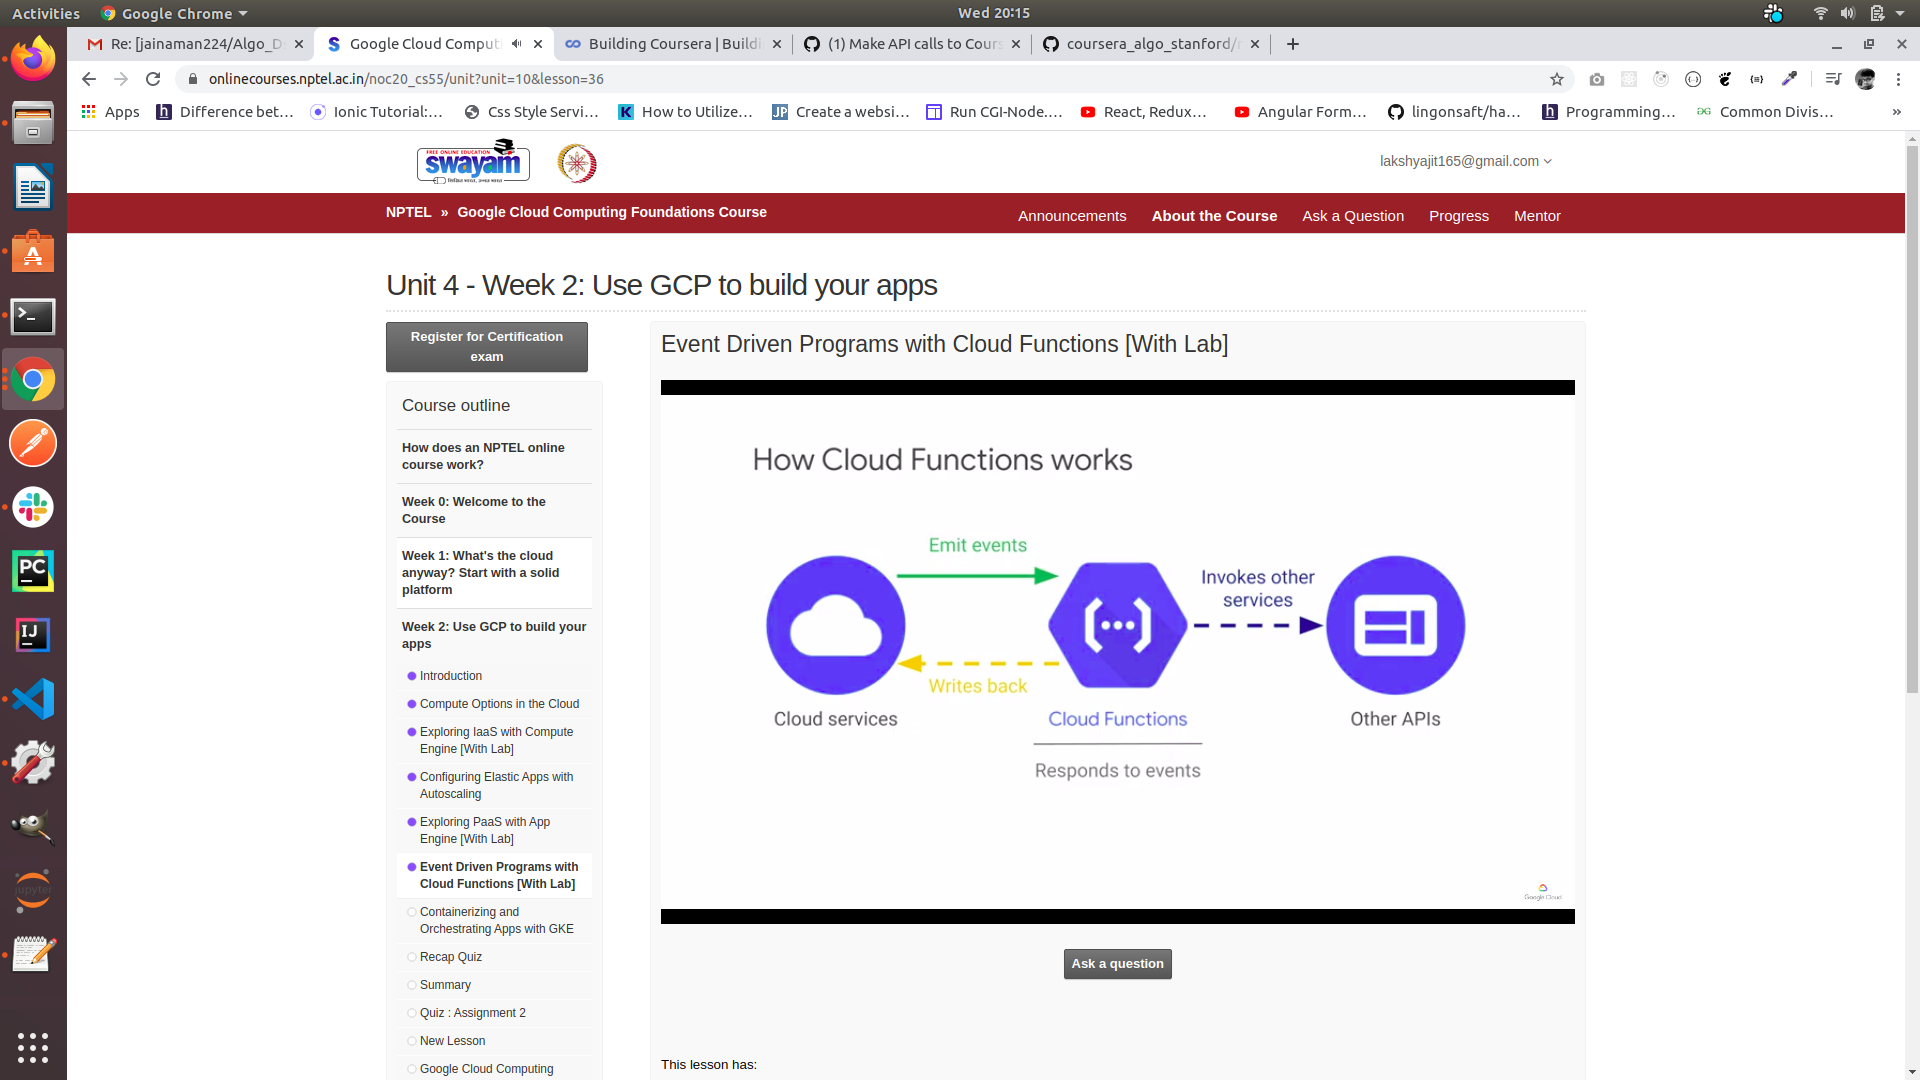 Activities
Google Chrome
Wed 20:15
Re: [jainaman224/Algo_D
Google Cloud Computi
Building Coursera | Buildi
(1) Make API calls to Cours
coursera_algo_stanford/
onlinecourses.nptel.ac.in/noc20_cs55/unit?unit=10&lesson=36
Apps
Difference bet…
Ionic Tutorial:…
Css Style Servi…
How to Utilize…
Create a websi…
Run CGI-Node.…
React, Redux…
Angular Form…
lingonsaft/ha…
Programming…
Common Divis…
»
FREE ONLINE EDUCATION
swayam
lakshyajit165@gmail.com
NPTEL » Google Cloud Computing Foundations Course
Announcements
About the Course
Ask a Question
Progress
Mentor
Unit 4 - Week 2: Use GCP to build your apps
Register for Certification
exam
Course outline
How does an NPTEL online
course work?
Week 0: Welcome to the
Course
Week 1: What's the cloud
anyway? Start with a solid
platform
Week 2: Use GCP to build your
apps
Introduction
Compute Options in the Cloud
Exploring IaaS with Compute
Engine [With Lab]
Configuring Elastic Apps with
Autoscaling
Exploring PaaS with App
Engine [With Lab]
Event Driven Programs with
Cloud Functions [With Lab]
Containerizing and
Orchestrating Apps with GKE
Recap Quiz
Summary
Quiz : Assignment 2
New Lesson
Google Cloud Computing
Event Driven Programs with Cloud Functions [With Lab]
How Cloud Functions works
Emit events
Invokes other
services
Writes back
Cloud services
Cloud Functions
Other APIs
Responds to events
Google Cloud
Ask a question
This lesson has:
PC
IJ
jupyter